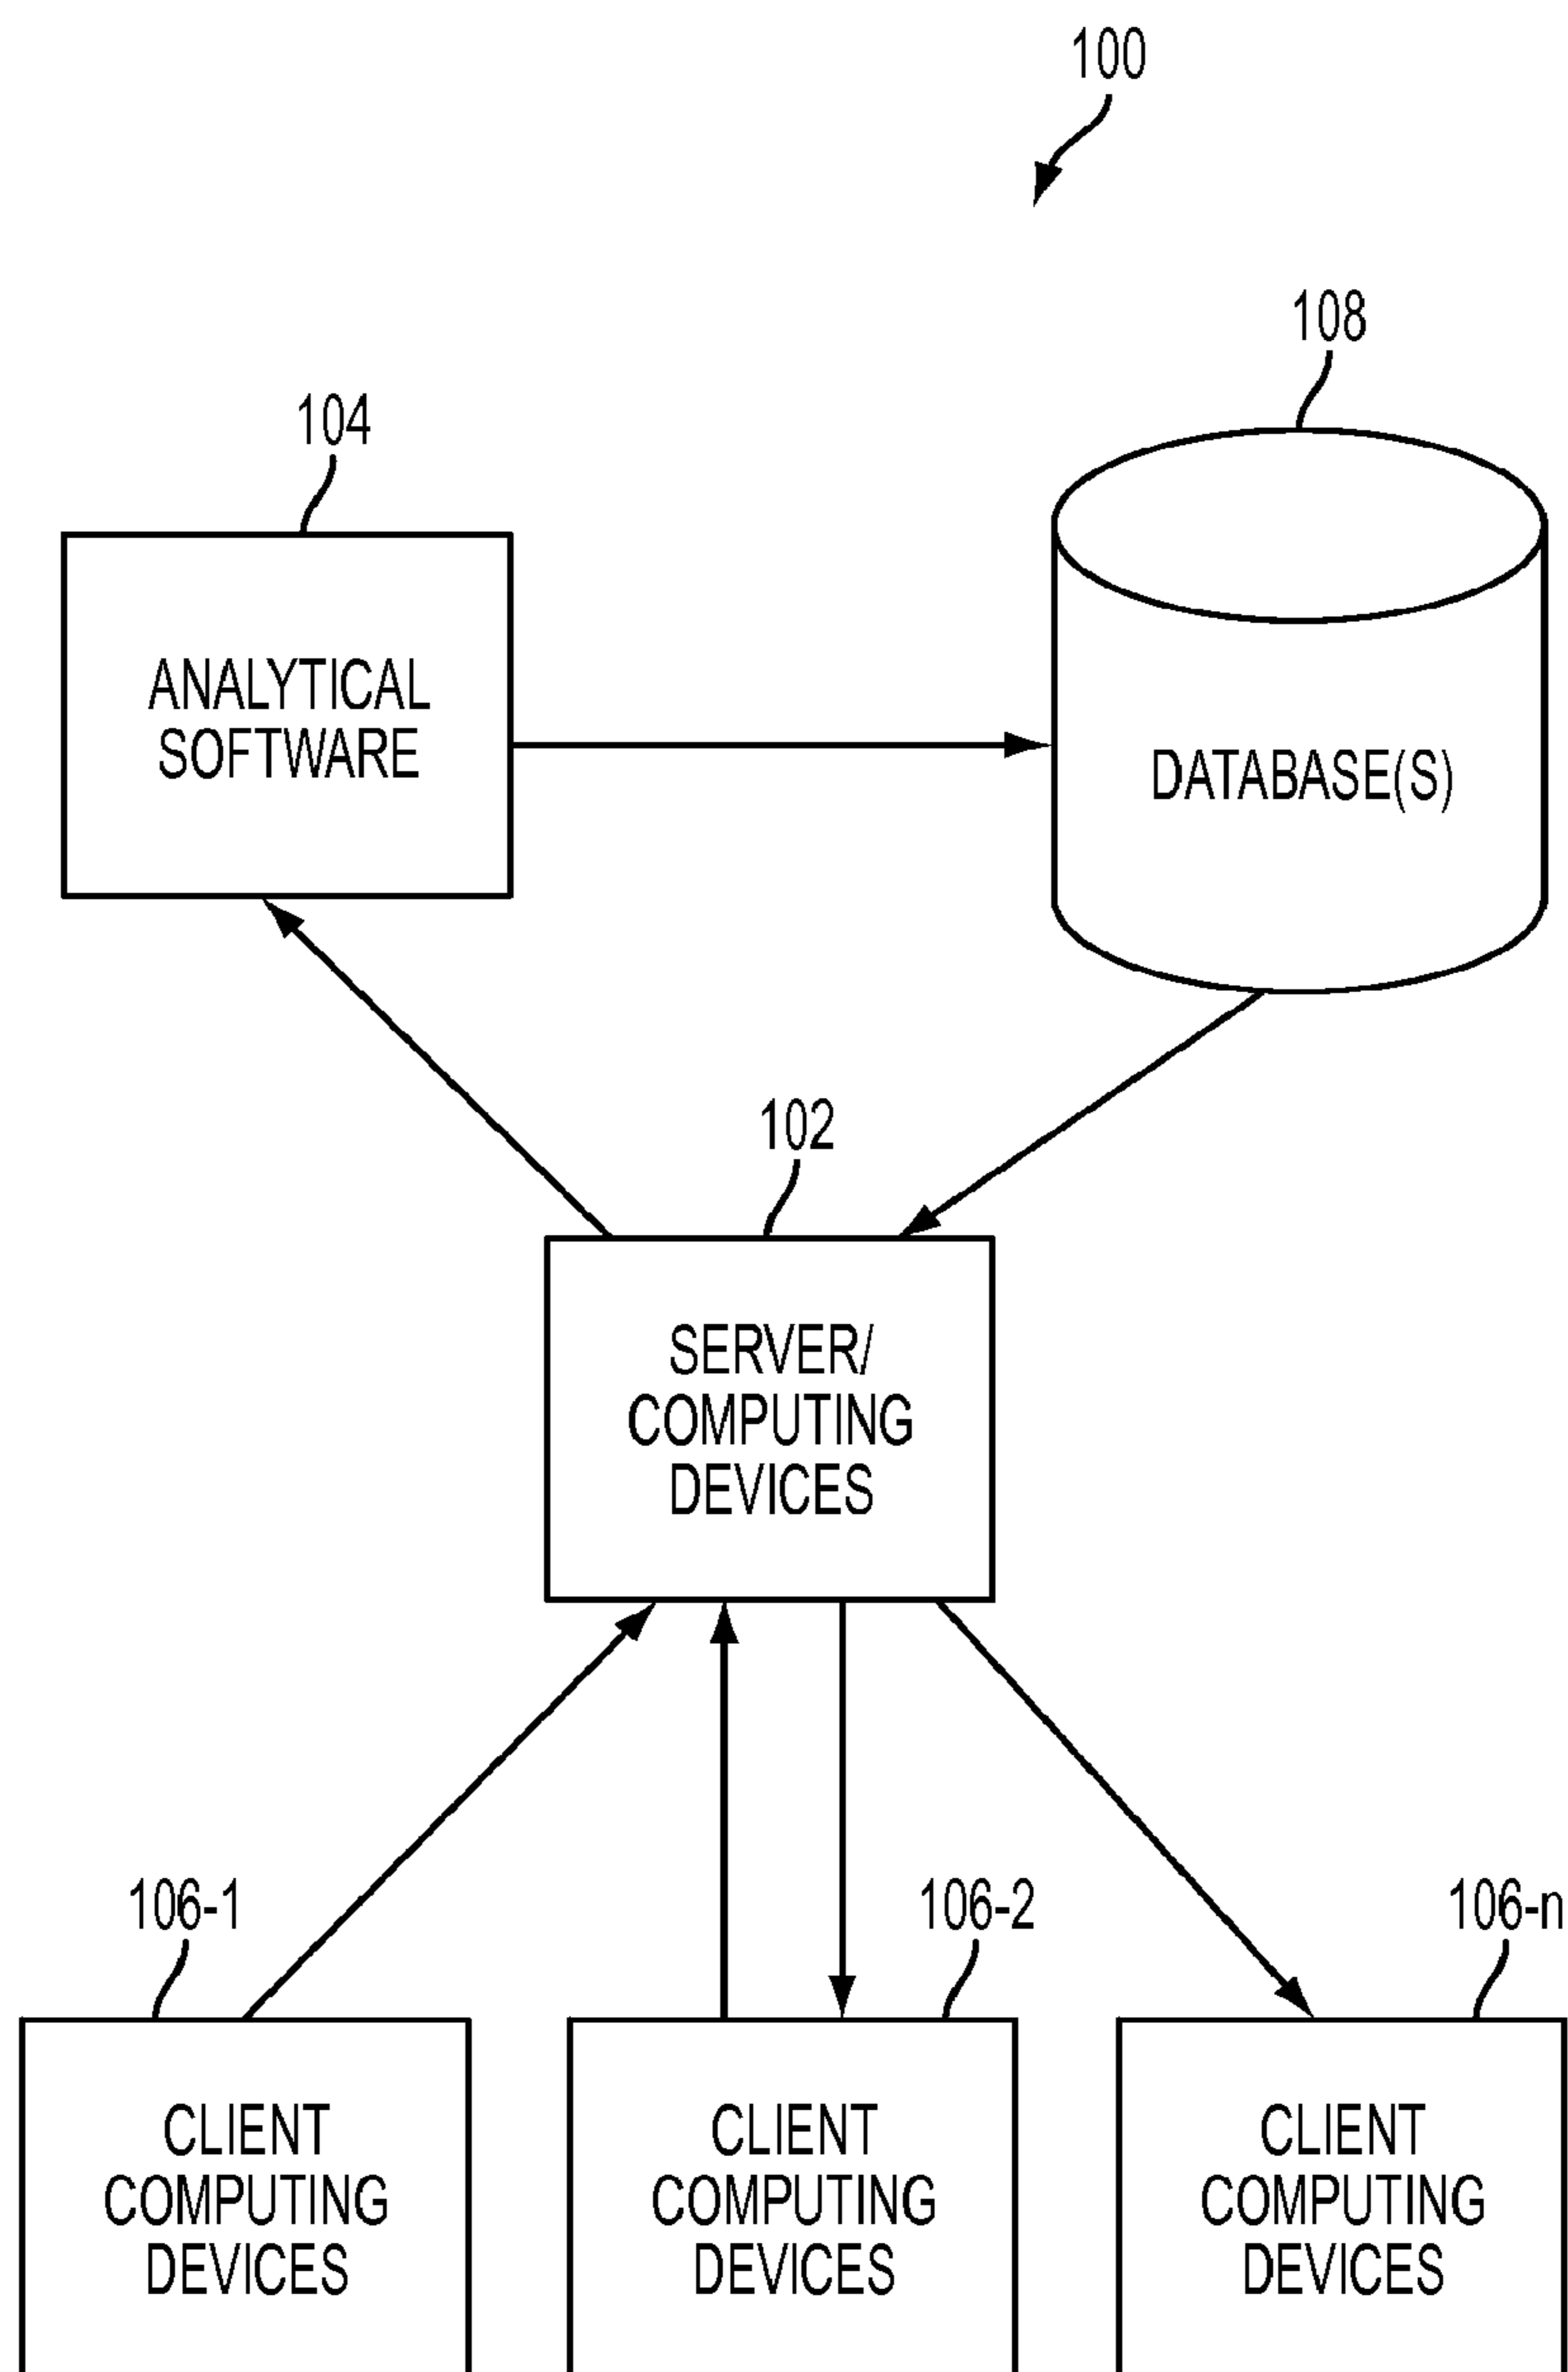 100
108
104
ANALYTICAL
SOFTWARE
DATABASE(S)
102
SERVER/
COMPUTING
DEVICES
106-1
106-2
106-n
CLIENT
COMPUTING
DEVICES
CLIENT
COMPUTING
DEVICES
CLIENT
COMPUTING
DEVICES